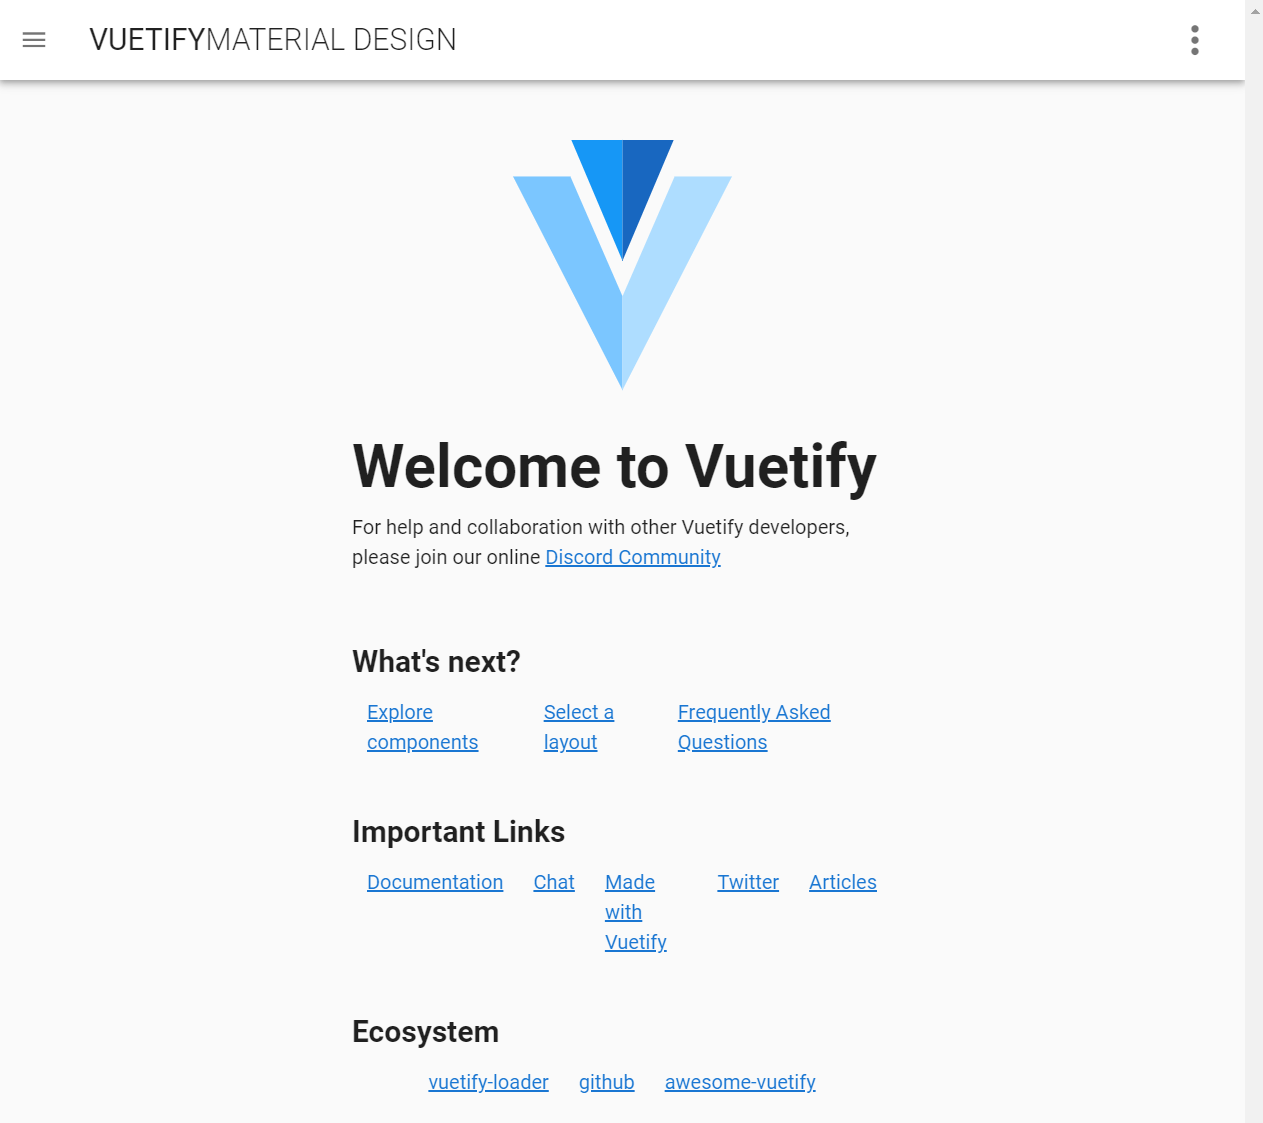 VUETIFYMATERIAL DESIGN
Welcome to Vuetify
For help and collaboration with other Vuetify developers,
please join our online Discord Community
What's next?
Explore components
Select a layout
Frequently Asked Questions
Important Links
Documentation
Chat
Made with Vuetify
Twitter
Articles
Ecosystem
vuetify-loader
github
awesome-vuetify